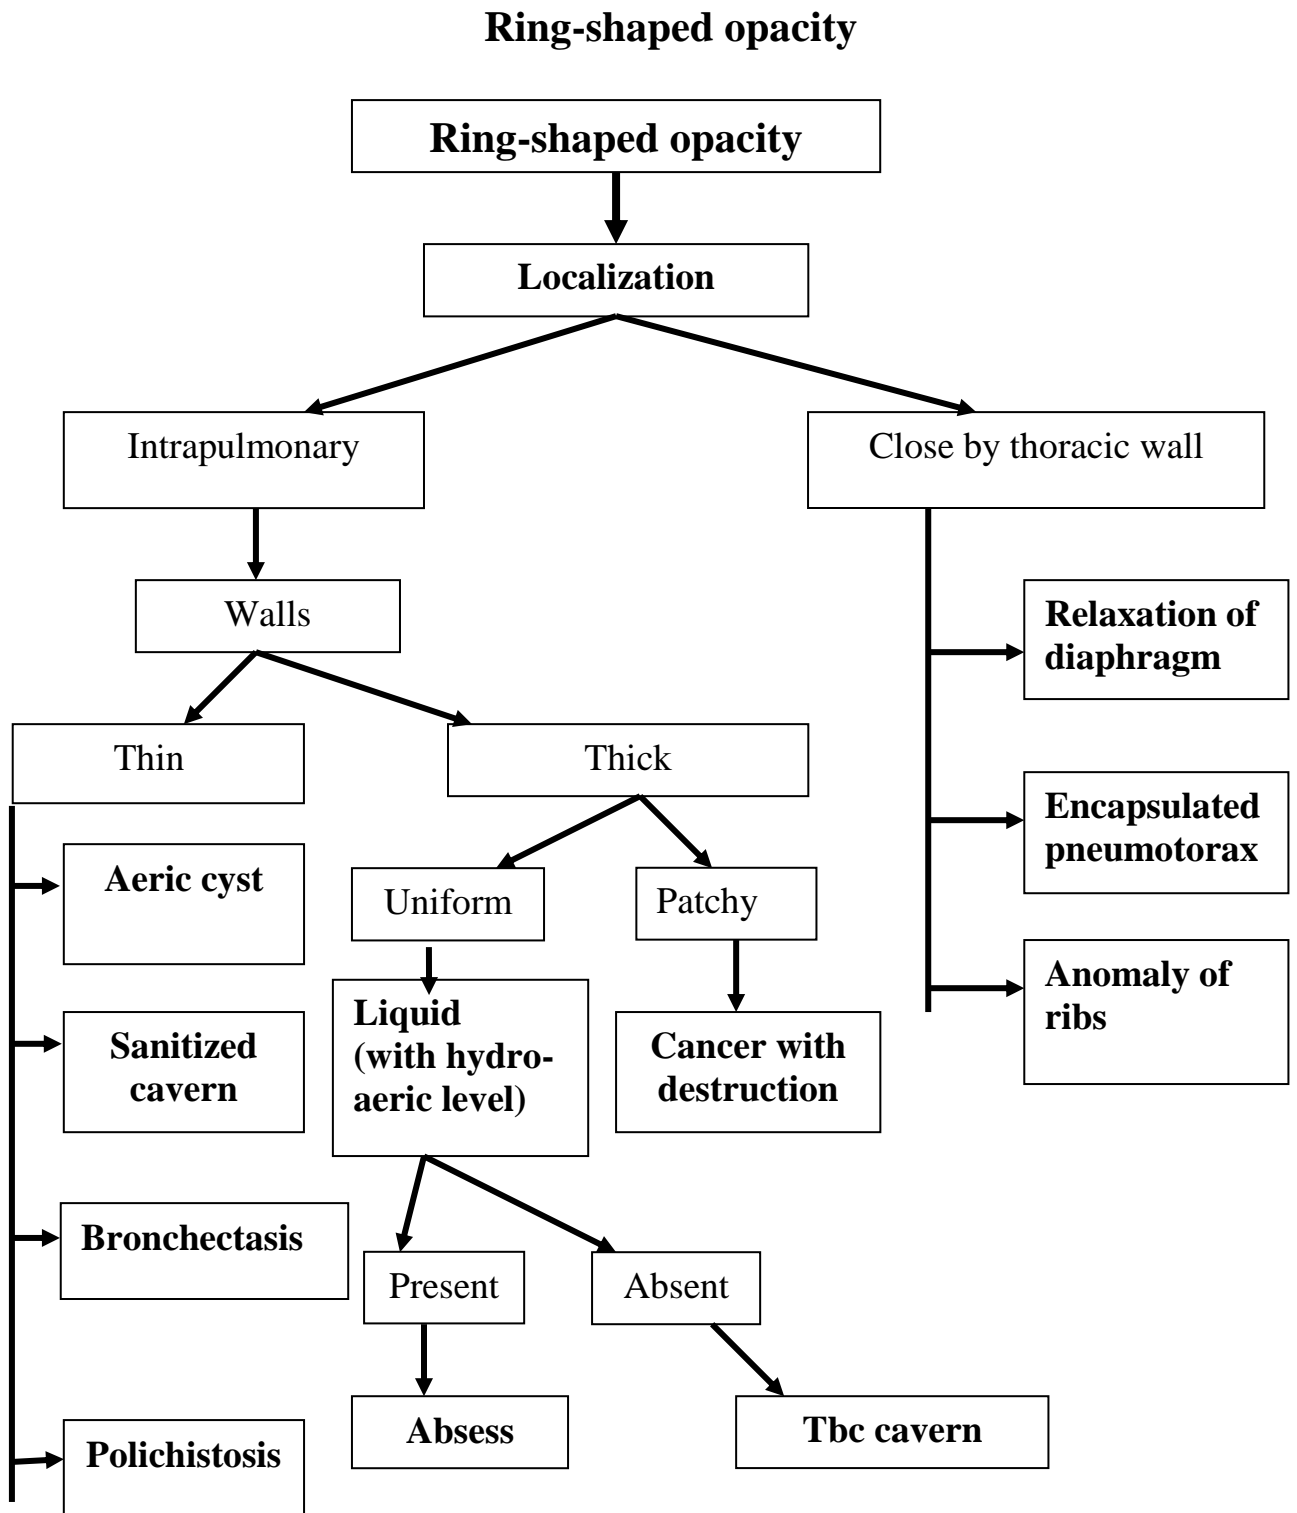 Ring-shaped opacity
Ring-shaped opacity
Localization
Intrapulmonary
Close by thoracic wall
Walls
Relaxation of
diaphragm
Thin
Thick
Encapsulated
pneumotorax
Aeric cyst
Uniform
Patchy
Anomaly of
ribs
Liquid
(with hydro-
aeric level)
Sanitized
cavern
Cancer with
destruction
Bronchectasis
Present
Absent
Absess
Tbc cavern
Polichistosis